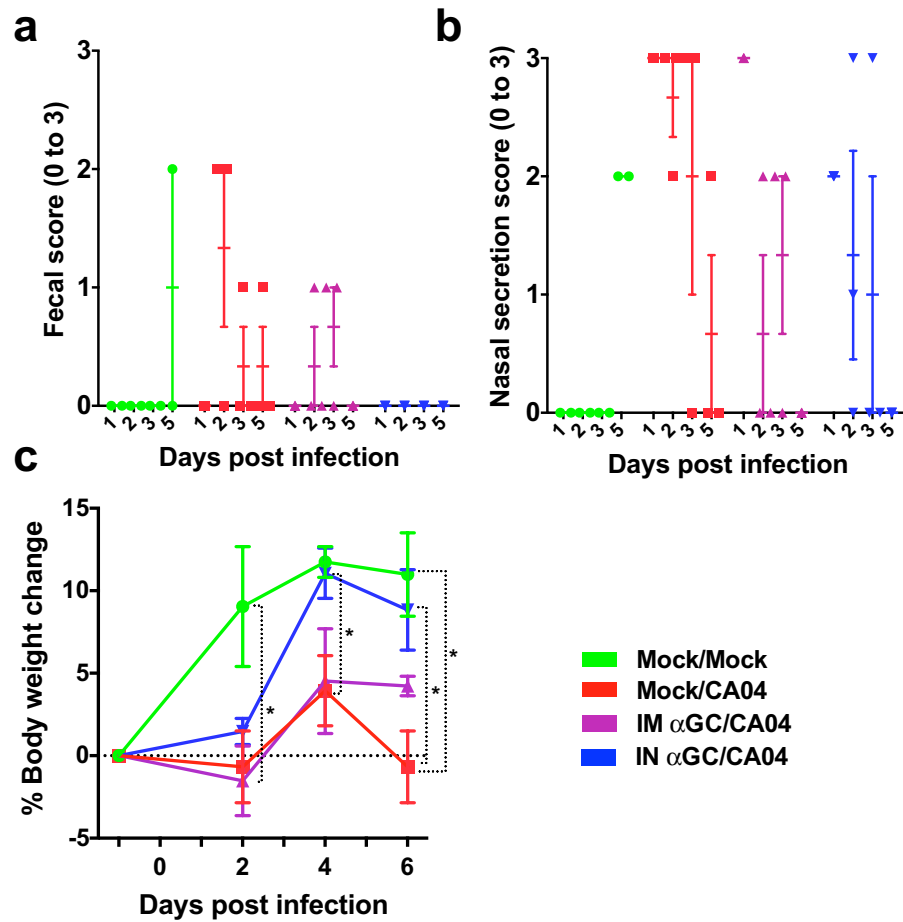 a
Fecal score (0 to 3)
3
2
1
0
1 2 3 5 1 2 3 5 1 2 3 5 1 2 3 5
Days post infection
b
Nasal secretion score (0 to 3)
3
2
1
0
1 2 3 5 1 2 3 5 1 2 3 5 1 2 3 5
Days post infection
c
% Body weight change
15
10
5
0
-5
*
*
*
*
0 2 4 6
Days post infection
Mock/Mock
Mock/CA04
IM αGC/CA04
IN αGC/CA04